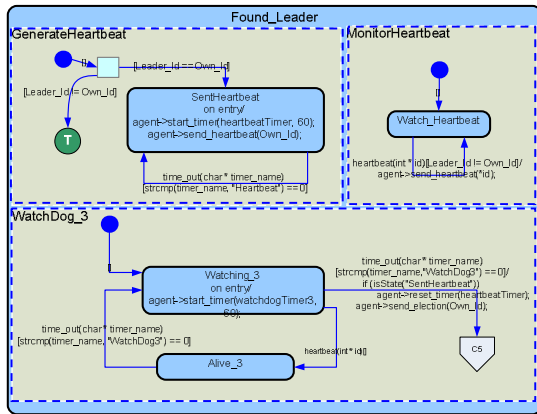 Found_Leader
GenerateHeartbeat
[]
[Leader_Id == Own_Id]
[Leader_Id != Own_Id]
T
SentHeartbeat
on entry/
agent->start_timer(heartbeatTimer, 60);
agent->send_heartbeat(Own_Id);
time_out(char * timer_name)
[strcmp(timer_name, "Heartbeat") == 0]
MonitorHeartbeat
[]
Watch_Heartbeat
heartbeat(int * id)[Leader_Id != Own_Id]/
agent->send_heartbeat(*id);
WatchDog_3
[]
Watching_3
on entry/
agent->start_timer(watchdogTimer3,
60);
time_out(char* timer_name)
[strcmp(timer_name,"WatchDog3") == 0]/
if (isState("SentHeartbeat"))
agent->reset_timer(heartbeatTimer);
agent->send_election(Own_Id);
C5
time_out(char* timer_name)
[strcmp(timer_name, "WatchDog3") == 0]
heartbeat(int * id)[]
Alive_3